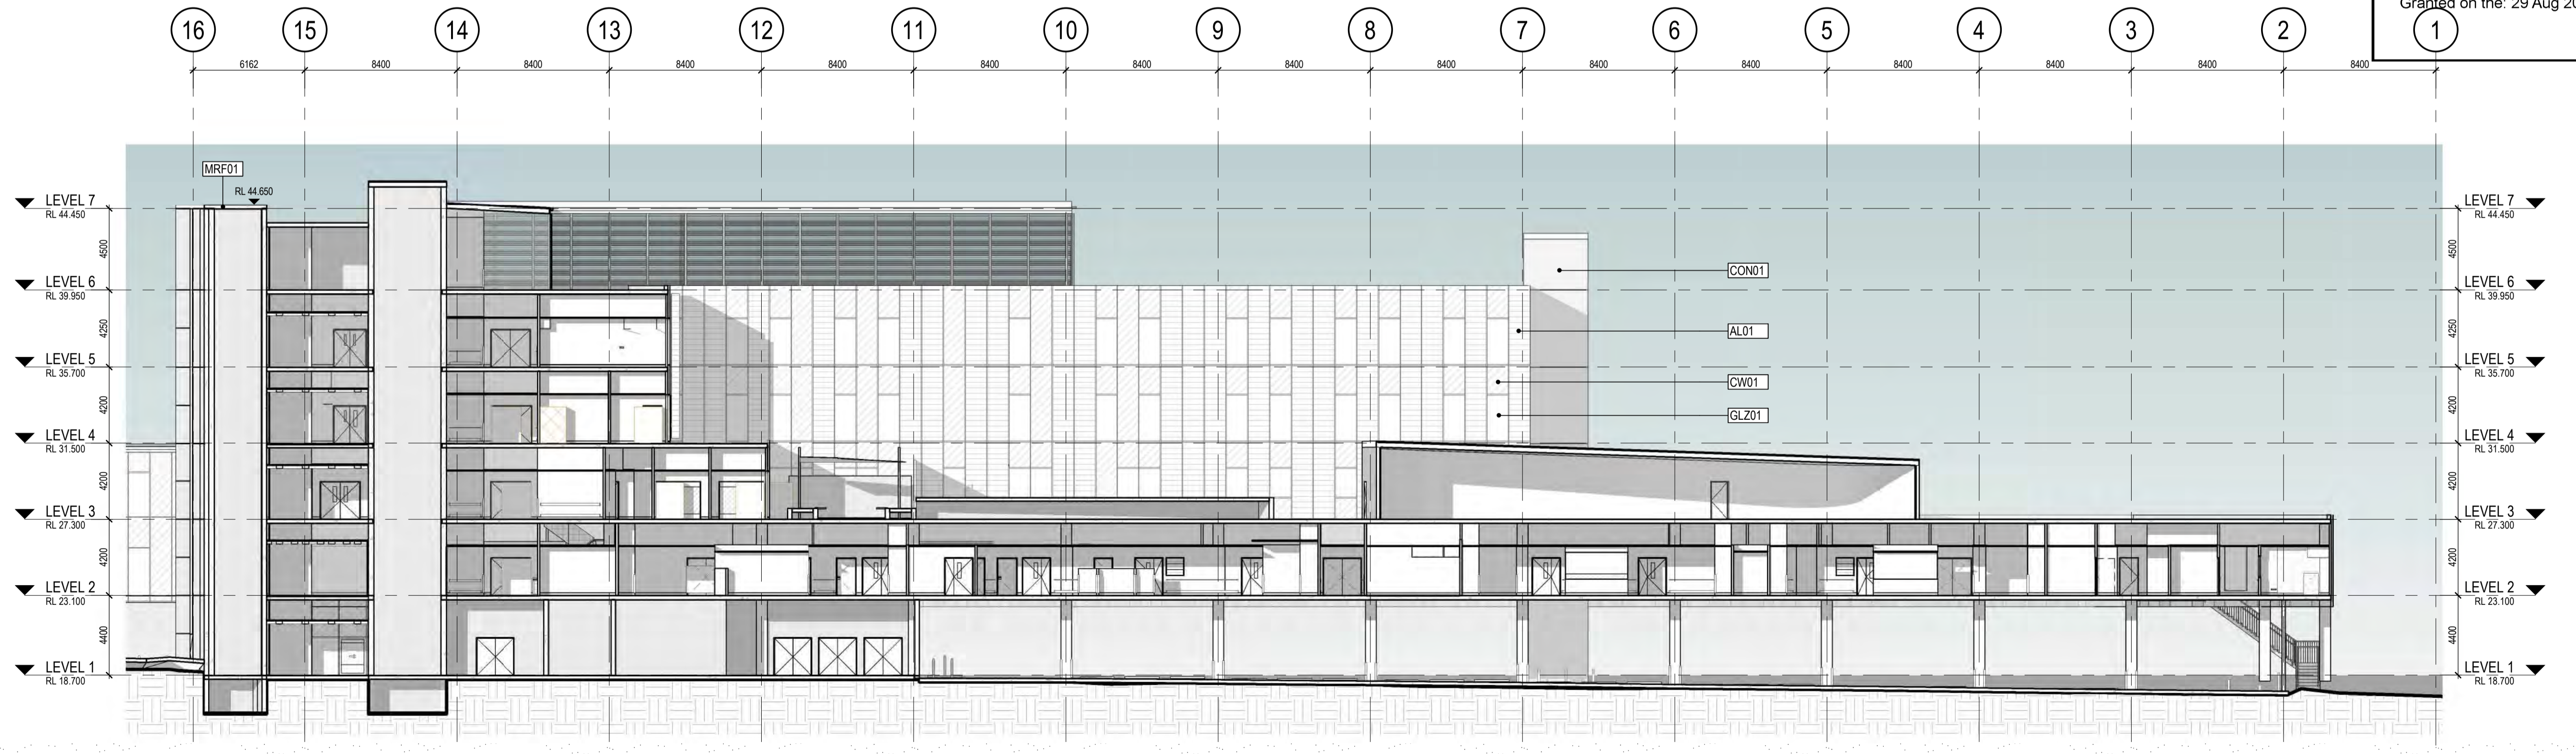 Granted on the: 29 Aug 20
16 15 14 13 12 11 10 9 8 7 6 5 4 3 2 1
6162 8400 8400 8400 8400 8400 8400 8400 8400 8400 8400 8400 8400 8400 8400
MRF01
RL 44.650
LEVEL 7
RL 44.450
4500
LEVEL 6
RL 39.950
4250
LEVEL 5
RL 35.700
4200
LEVEL 4
RL 31.500
4200
LEVEL 3
RL 27.300
4200
LEVEL 2
RL 23.100
4400
LEVEL 1
RL 18.700
CON01
AL01
CW01
GLZ01
LEVEL 7
RL 44.450
4500
LEVEL 6
RL 39.950
4250
LEVEL 5
RL 35.700
4200
LEVEL 4
RL 31.500
4200
LEVEL 3
RL 27.300
4200
LEVEL 2
RL 23.100
4400
LEVEL 1
RL 18.700